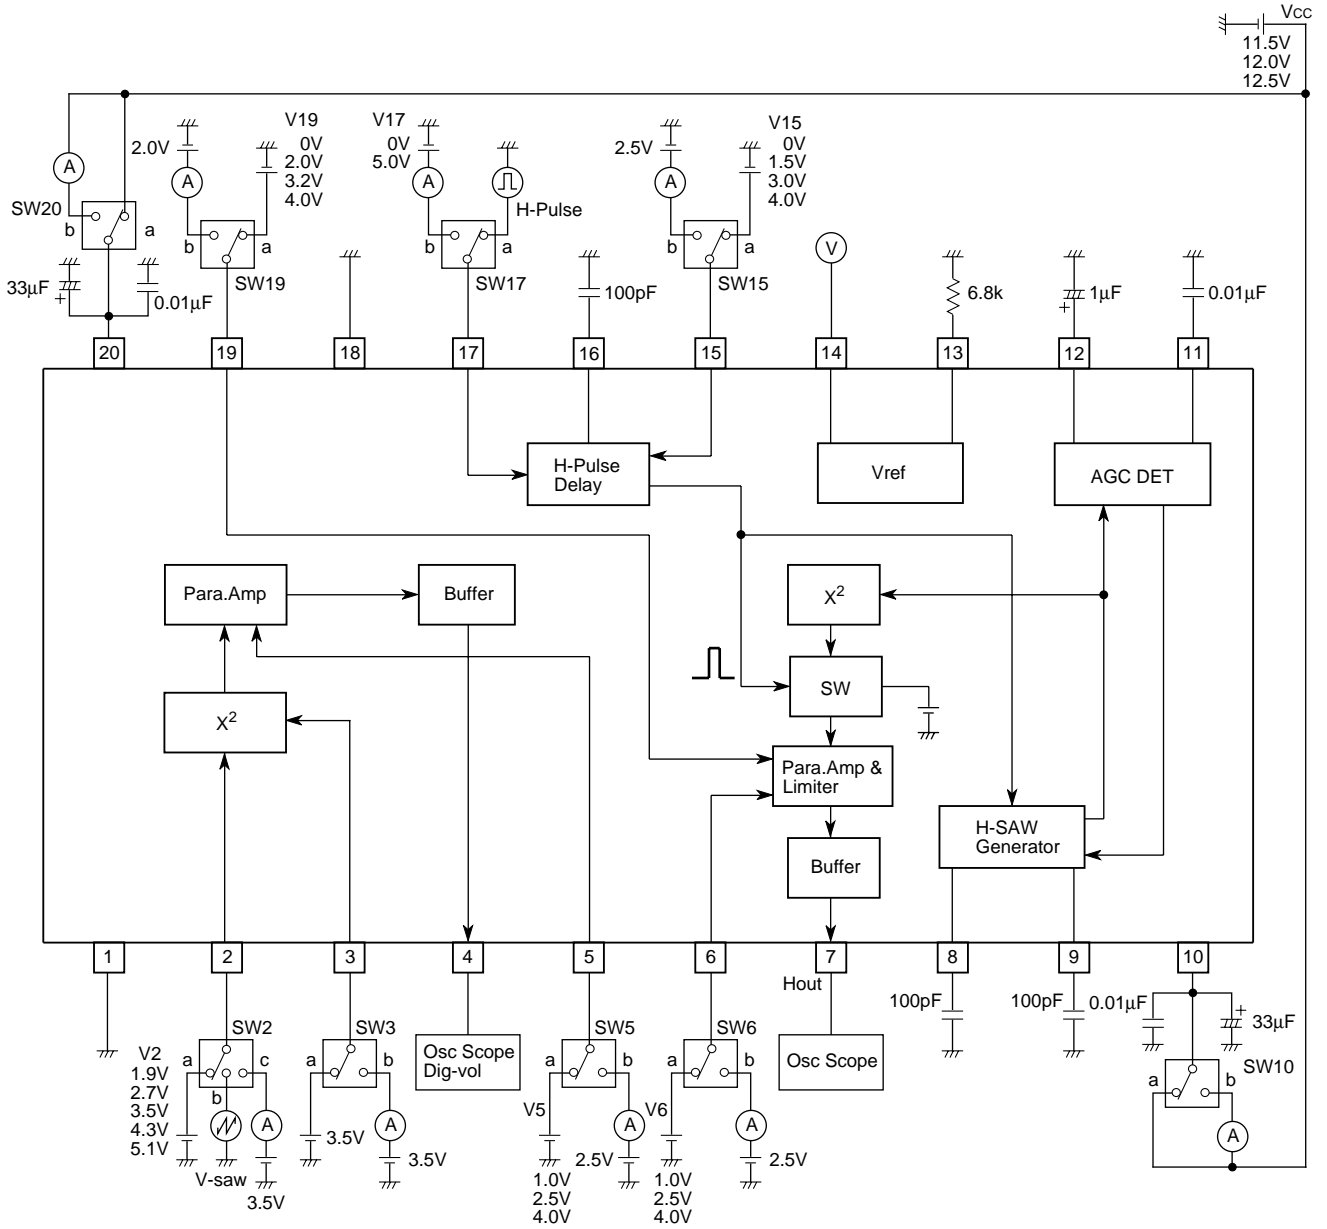 VCC
11.5V
12.0V
12.5V
V19
0V
2.0V
3.2V
4.0V
V17
0V
5.0V
V15
0V
1.5V
3.0V
4.0V
2.0V
2.5V
A
A
A
A
H-Pulse
SW20
b
a
b
a
b
a
b
a
V
SW19
SW17
SW15
33µF
+
0.01µF
100pF
6.8k
1µF
+
0.01µF
20
19
18
17
16
15
14
13
12
11
H-Pulse
Delay
Vref
AGC DET
Para.Amp
Buffer
X2
SW
X2
Para.Amp &
Limiter
H-SAW
Generator
Buffer
1
2
3
4
5
6
7
8
9
10
Hout
100pF
100pF
0.01µF
+
33µF
SW2
SW3
SW5
SW6
SW10
V2
1.9V
2.7V
3.5V
4.3V
5.1V
a
b
c
A
V-saw
3.5V
a
b
3.5V
A
3.5V
Osc Scope
Dig-vol
a
b
V5
A
2.5V
1.0V
2.5V
4.0V
a
b
V6
A
2.5V
1.0V
2.5V
4.0V
Osc Scope
a
b
A